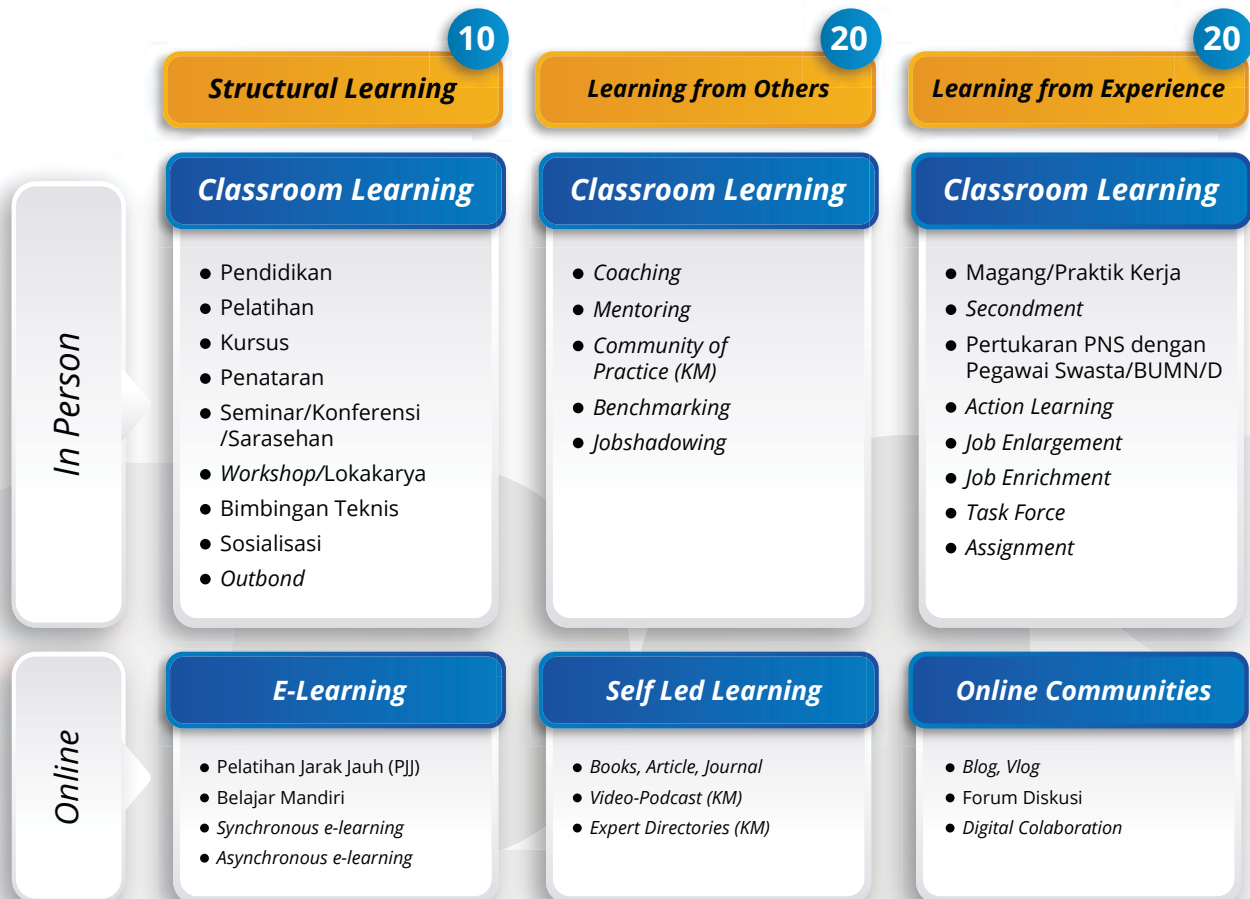 10
Structural Learning
20
Learning from Others
20
Learning from Experience
In Person
Classroom Learning
Pendidikan
Pelatihan
Kursus
Penataran
Seminar/Konferensi
/Sarasehan
Workshop/Lokakarya
Bimbingan Teknis
Sosialisasi
Outbond
Classroom Learning
Coaching
Mentoring
Community of
Practice (KM)
Benchmarking
Jobshadowing
Classroom Learning
Magang/Praktik Kerja
Secondment
Pertukaran PNS dengan
Pegawai Swasta/BUMN/D
Action Learning
Job Enlargement
Job Enrichment
Task Force
Assignment
Online
E-Learning
Pelatihan Jarak Jauh (PJJ)
Belajar Mandiri
Synchronous e-learning
Asynchronous e-learning
Self Led Learning
Books, Article, Journal
Video-Podcast (KM)
Expert Directories (KM)
Online Communities
Blog, Vlog
Forum Diskusi
Digital Colaboration